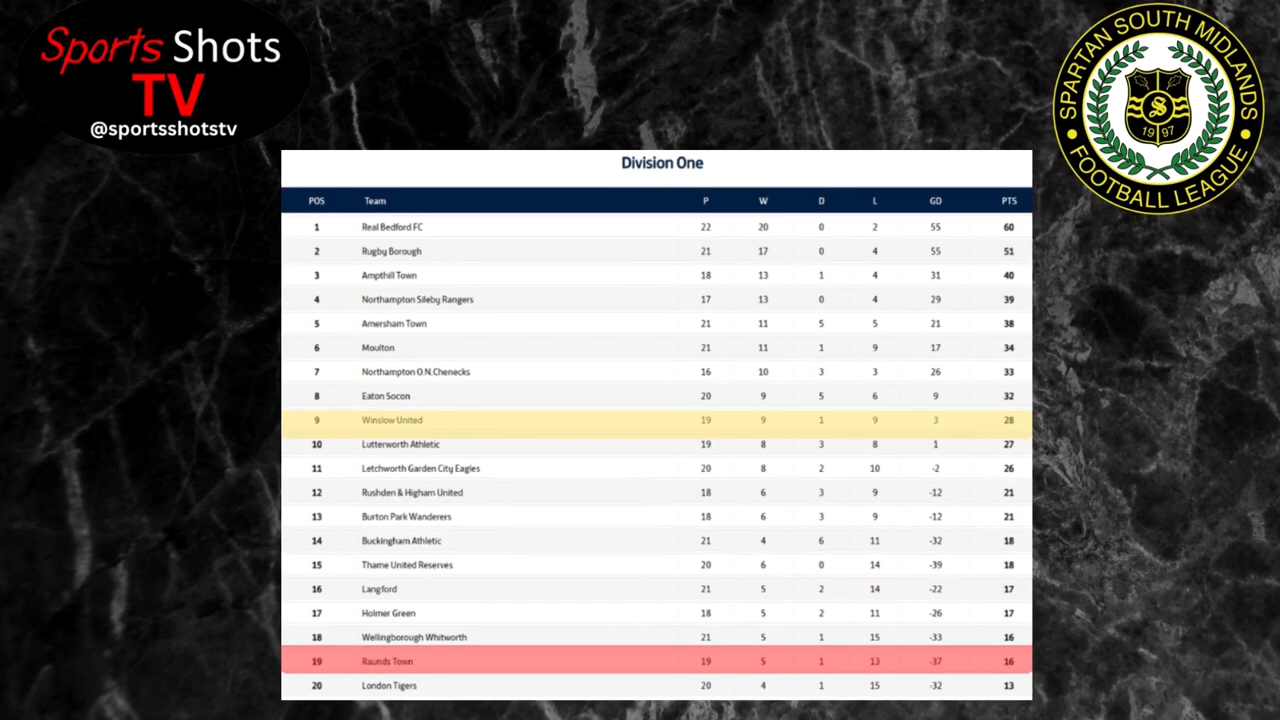 Sports Shots
TV
@sportsshotstv
SPARTAN SOUTH MIDLANDS
FOOTBALL LEAGUE
S
19 97
Division One
POS Team P W D L GD PTS
1 Real Bedford FC 22 20 0 2 55 60
2 Rugby Borough 21 17 0 4 55 51
3 Ampthill Town 18 13 1 4 31 40
4 Northampton Sileby Rangers 17 13 0 4 29 39
5 Amersham Town 21 11 5 5 21 38
6 Moulton 21 11 1 9 17 34
7 Northampton O.N.Chenecks 16 10 3 3 26 33
8 Eaton Socon 20 9 5 6 9 32
9 Winslow United 19 9 1 9 3 28
10 Lutterworth Athletic 19 8 3 8 1 27
11 Letchworth Garden City Eagles 20 8 2 10 -2 26
12 Rushden & Higham United 18 6 3 9 -12 21
13 Burton Park Wanderers 18 6 3 9 -12 21
14 Buckingham Athletic 21 4 6 11 -32 18
15 Thame United Reserves 20 6 0 14 -39 18
16 Langford 21 5 2 14 -22 17
17 Holmer Green 18 5 2 11 -26 17
18 Wellingborough Whitworth 21 5 1 15 -33 16
19 Raunds Town 19 5 1 13 -37 16
20 London Tigers 20 4 1 15 -32 13